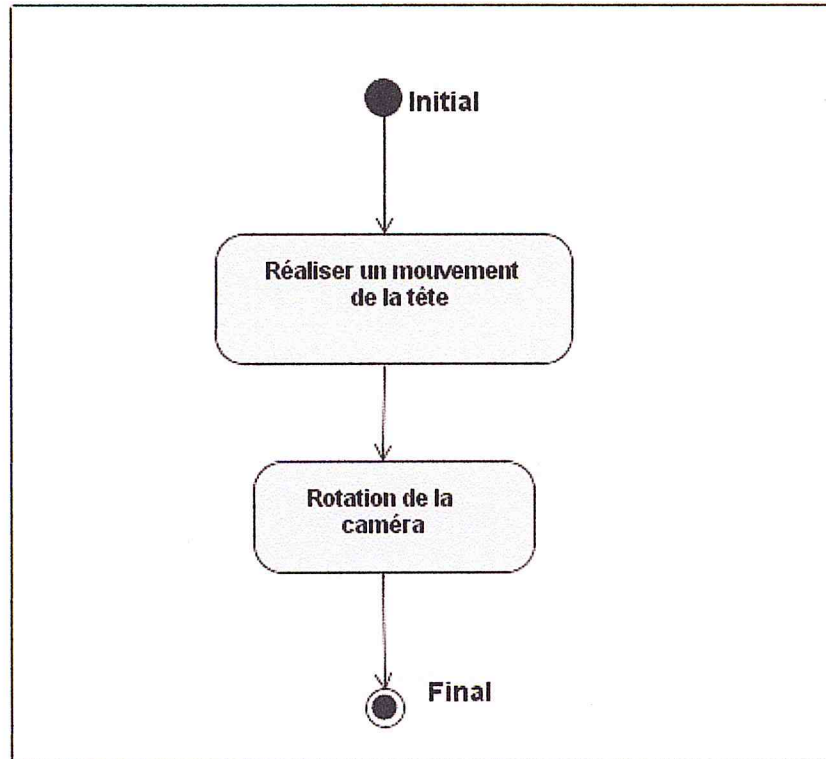 Initial
Réaliser un mouvement
de la tête
Rotation de la
caméra
Final